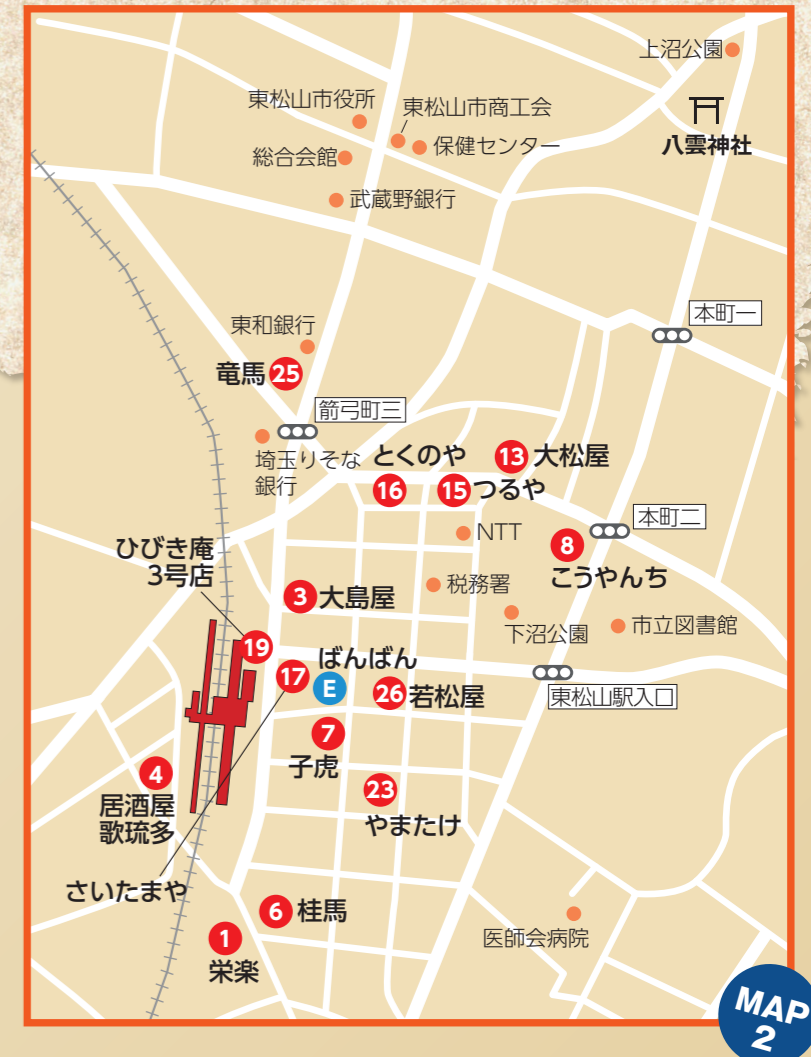 上沼公園
八雲神社
東松山市役所
東松山市商工会
総合会館
保健センター
武蔵野銀行
本町一
東和銀行
竜馬 25
箭弓町三
埼玉りそな
銀行
とくのや
16
13 大松屋
15 つるや
NTT
本町二
8
こうやんち
ひびき庵
3号店
3 大島屋
税務署
下沼公園
市立図書館
19
17
ばんばん
E
26 若松屋
東松山駅入口
7
子虎
4
居酒屋
歌琉多
23
やまたけ
さいたまや
6 桂馬
1
栄楽
医師会病院
MAP
2